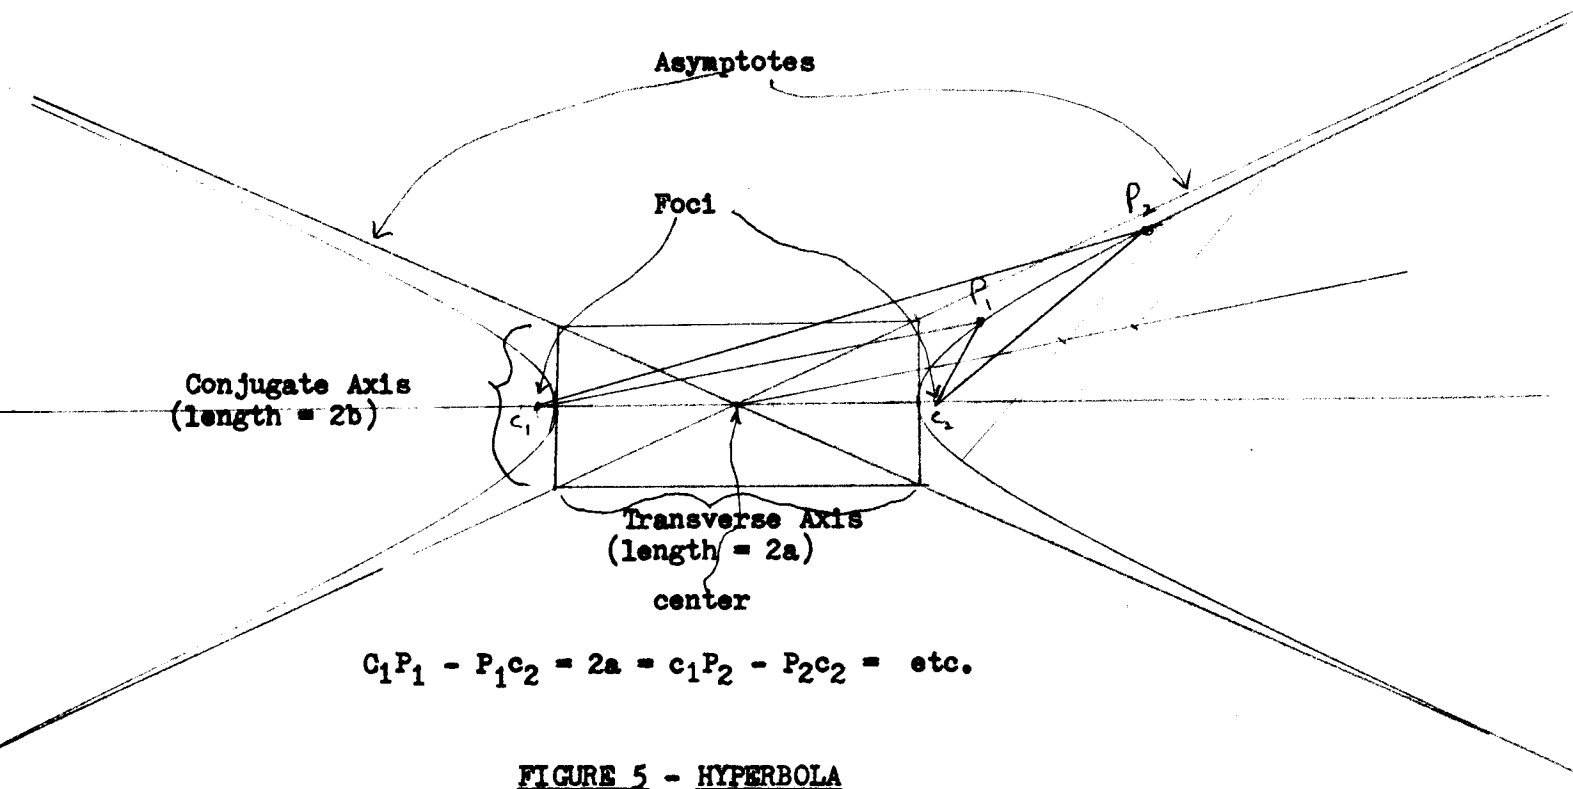 Asymptotes
P₂
Foci
P₁
Conjugate Axis
(length = 2b)
c₁
c₂
Transverse Axis
(length = 2a)
center
C₁P₁ - P₁c₂ = 2a = c₁P₂ - P₂c₂ = etc.
FIGURE 5 - HYPERBOLA